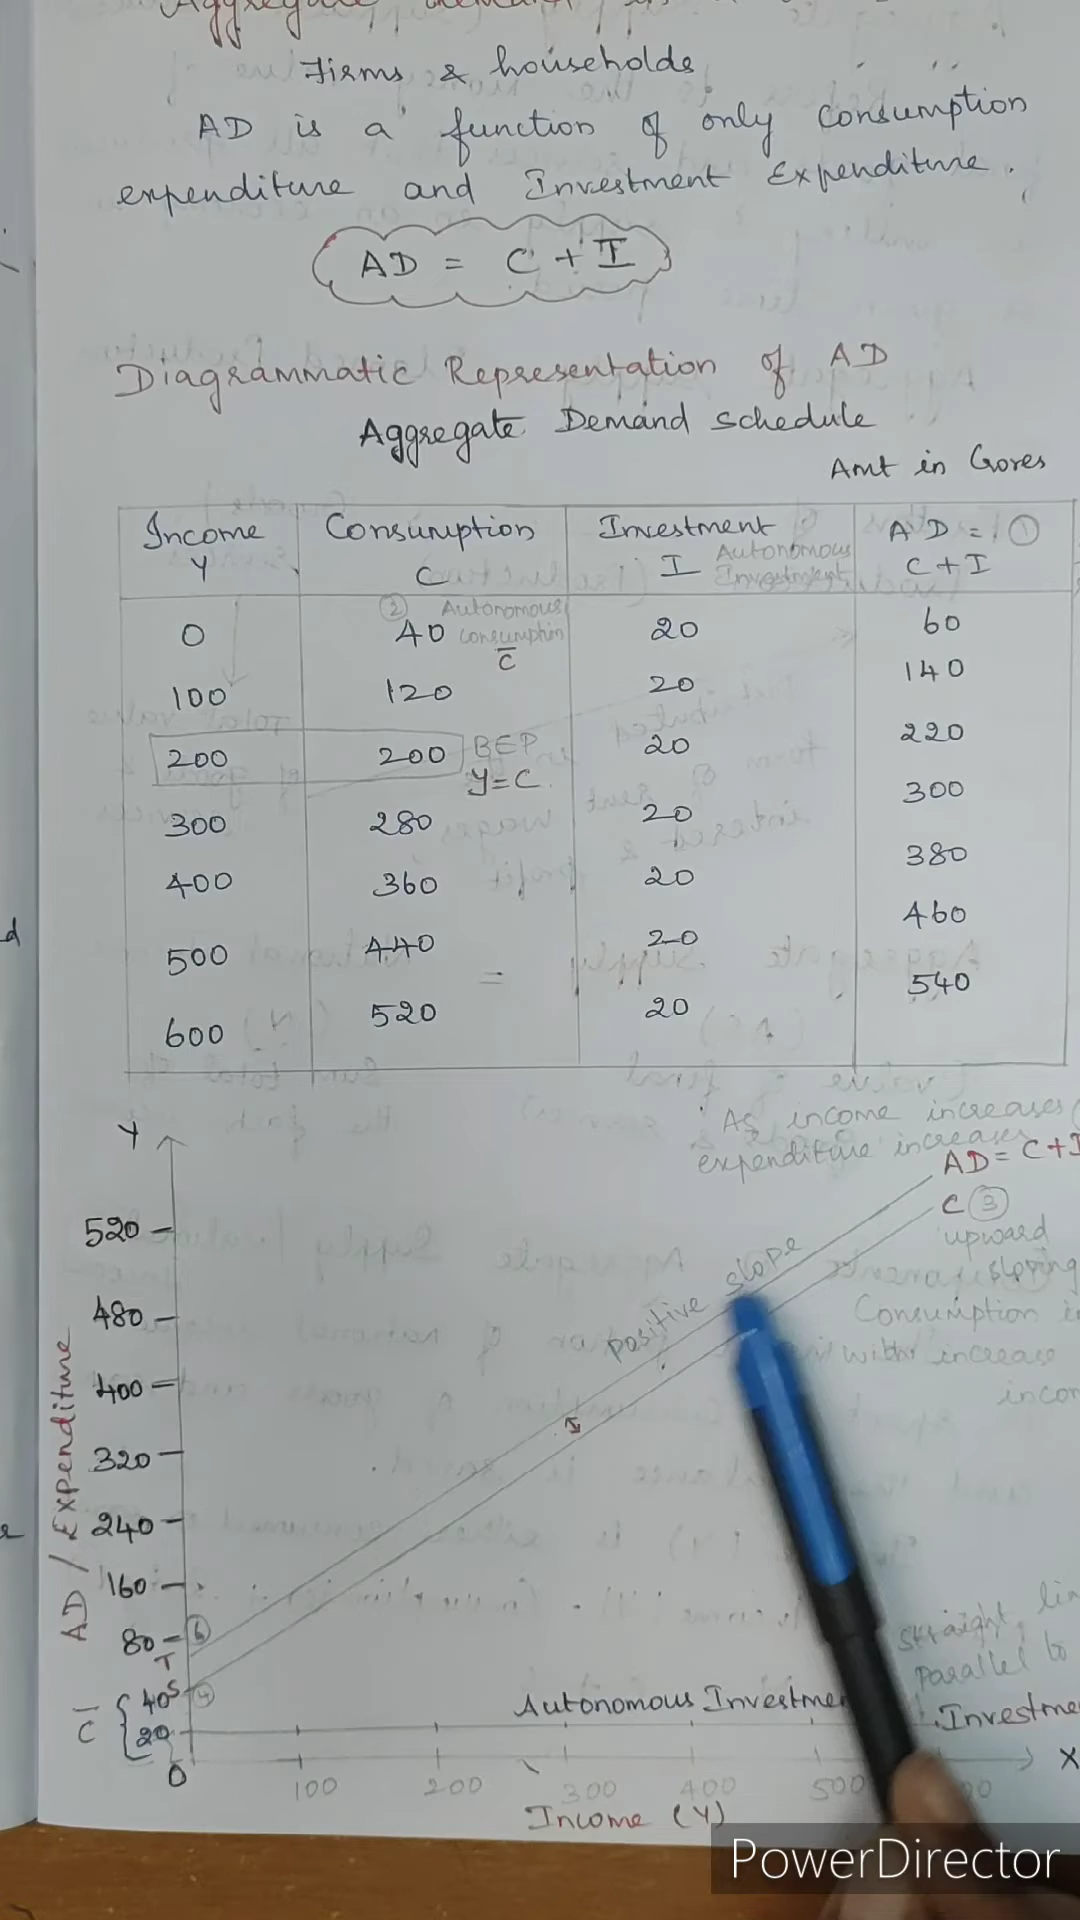 Aggregate
Firms & households
AD is a function of only Consumption
expenditure and Investment Expenditure.
AD = C + I
Diagrammatic Representation of AD
Aggregate Demand Schedule
Amt in Crores
Income Y
Consumption C
Investment I Autonomous Investment
AD = ① C + I
0 ② 40 Autonomous consumption C̅ 20 60
100 120 20 140
200 200 BEP Y=C 20 220
300 280 20 300
400 360 20 380
500 440 20 460
600 520 20 540
As income increases
expenditure increases
AD = C+I
C ③
upward
sloping
Consumption
with increase
positive slope
Y
520
480
400
320
240
160
80
T
40 S
20
0
C̅
AD / Expenditure
Autonomous
straight
parallel to
100 200 300 400 500
X
Income (Y)
PowerDirector